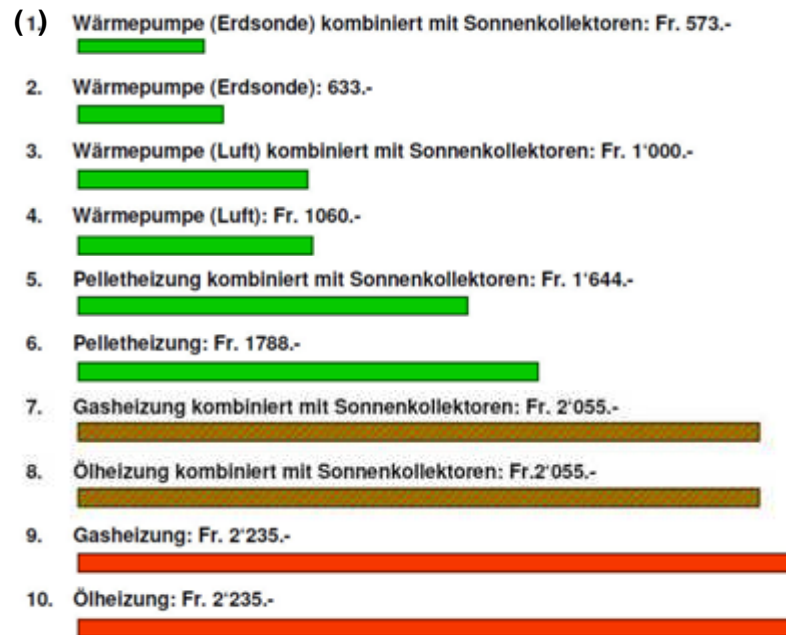 (1. Wärmepumpe (Erdsonde) kombiniert mit Sonnenkollektoren: Fr. 573.-
2. Wärmepumpe (Erdsonde): 633.-
3. Wärmepumpe (Luft) kombiniert mit Sonnenkollektoren: Fr. 1'000.-
4. Wärmepumpe (Luft): Fr. 1060.-
5. Pelletheizung kombiniert mit Sonnenkollektoren: Fr. 1'644.-
6. Pelletheizung: Fr. 1788.-
7. Gasheizung kombiniert mit Sonnenkollektoren: Fr. 2'055.-
8. Ölheizung kombiniert mit Sonnenkollektoren: Fr.2'055.-
9. Gasheizung: Fr. 2'235.-
10. Ölheizung: Fr. 2'235.-